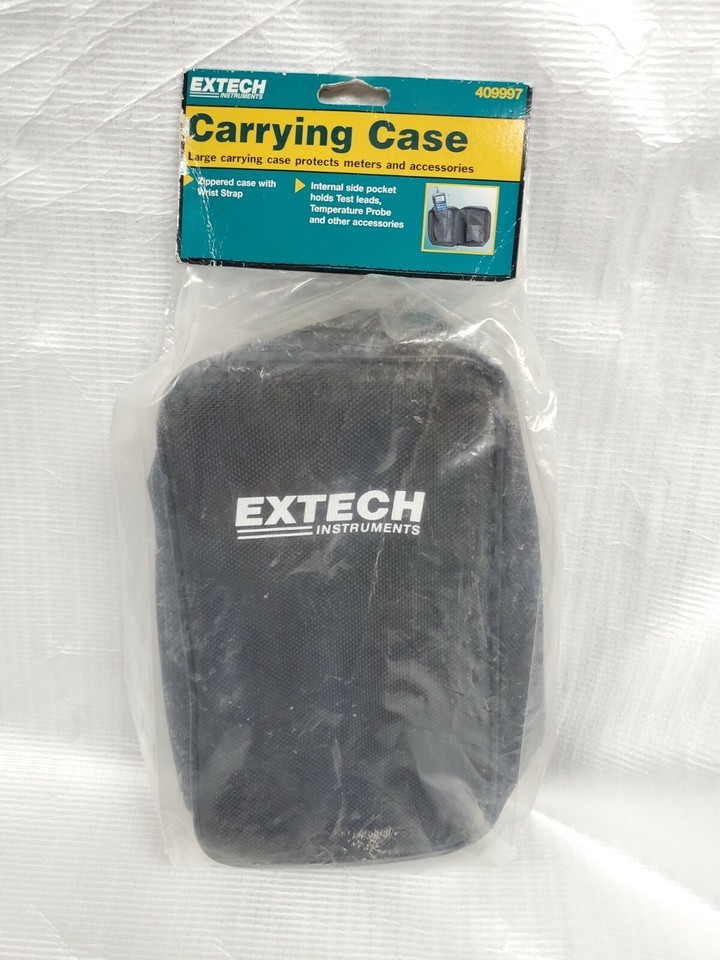 EXTECH
INSTRUMENTS
409997
Carrying Case
Large carrying case protects meters and accessories
Zippered case with
Wrist Strap
Internal side pocket
holds Test leads,
Temperature Probe
and other accessories
EXTECH
INSTRUMENTS